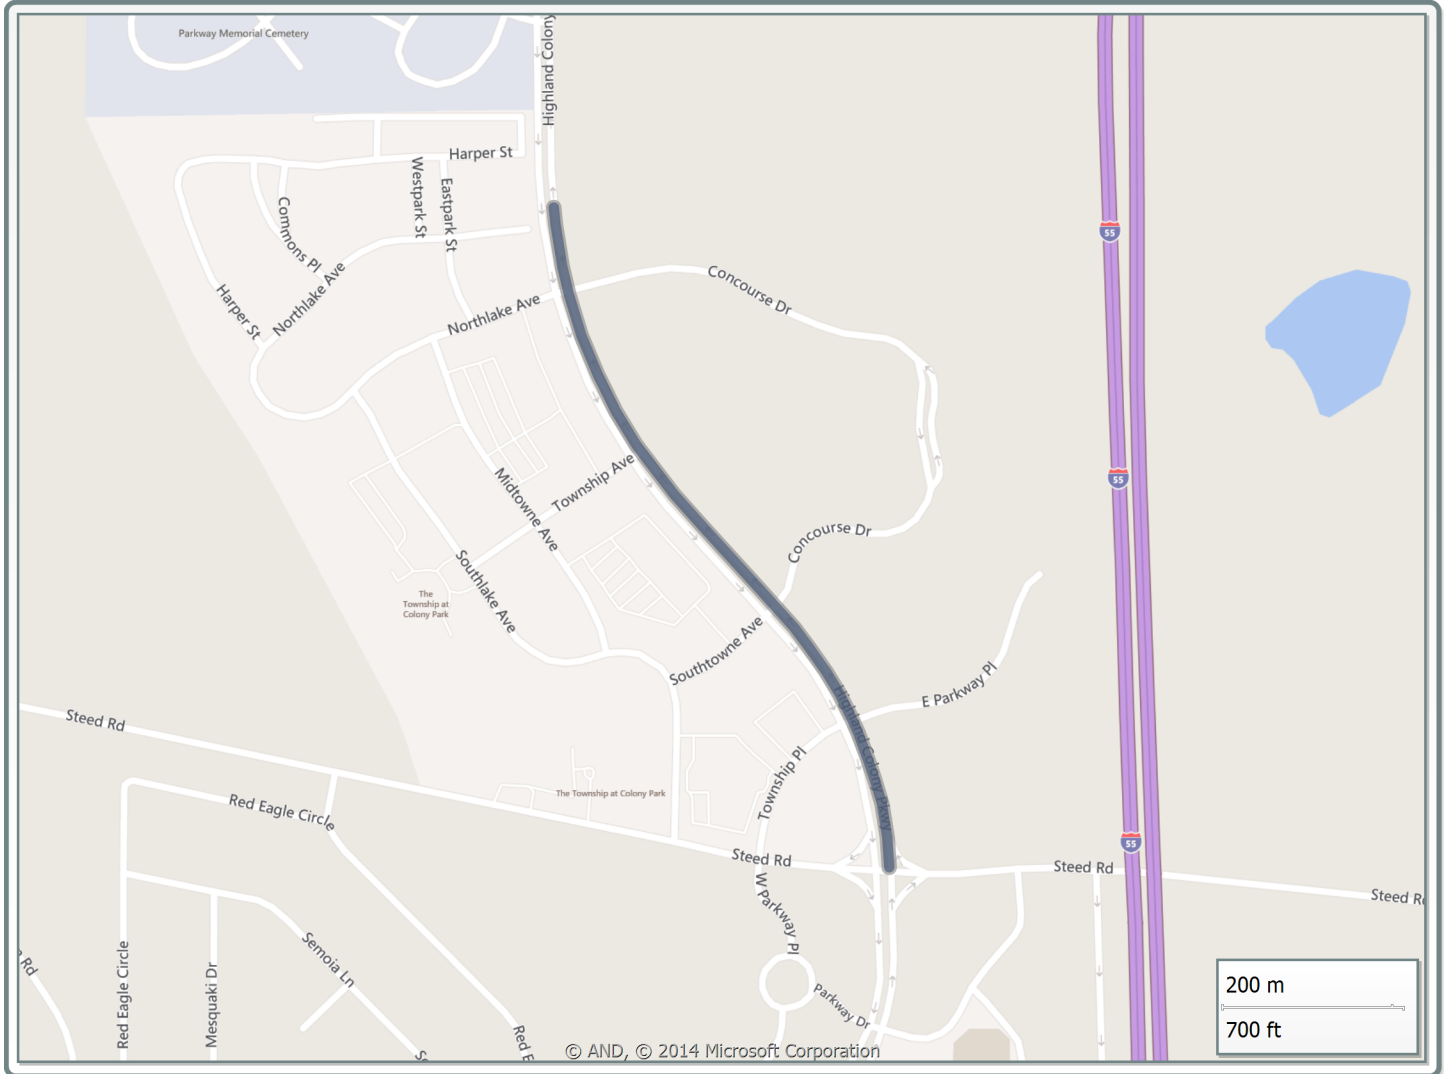 Parkway Memorial Cemetery
Highland Colony
Harper St
Westpark St
Eastpark St
Commons Pl
Harper St
Northlake Ave
Northlake Ave
Concourse Dr
55
55
Midtowne Ave
Township Ave
Concourse Dr
Southlake Ave
The
Township at
Colony Park
Southtowne Ave
E Parkway Pl
Highland Colony Pkwy
Steed Rd
Township Pl
The Township at Colony Park
Red Eagle Circle
55
Steed Rd
Steed Rd
Steed R
W Parkway Pl
Red Eagle Circle
Mesquaki Dr
Semoia Ln
Rd
Parkway Dr
Red E
200 m
700 ft
© AND, © 2014 Microsoft Corporation